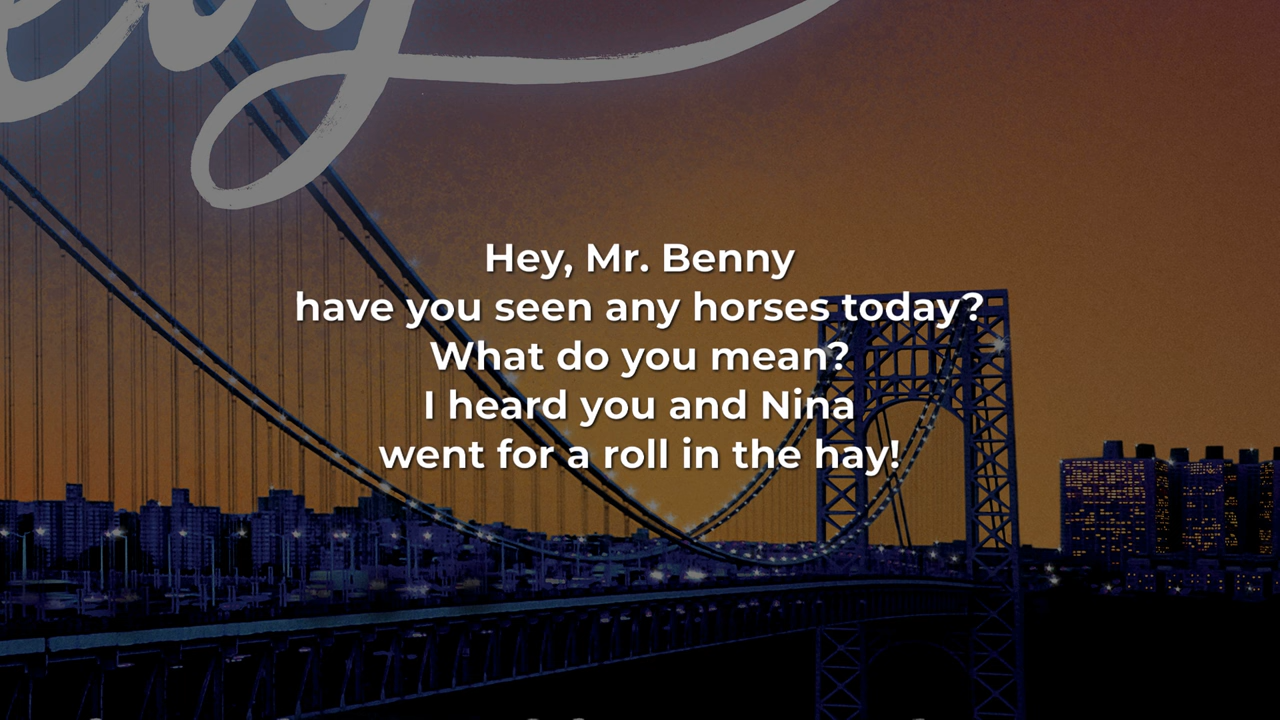 Hey, Mr. Benny
have you seen any horses today?
What do you mean?
I heard you and Nina
went for a roll in the hay!